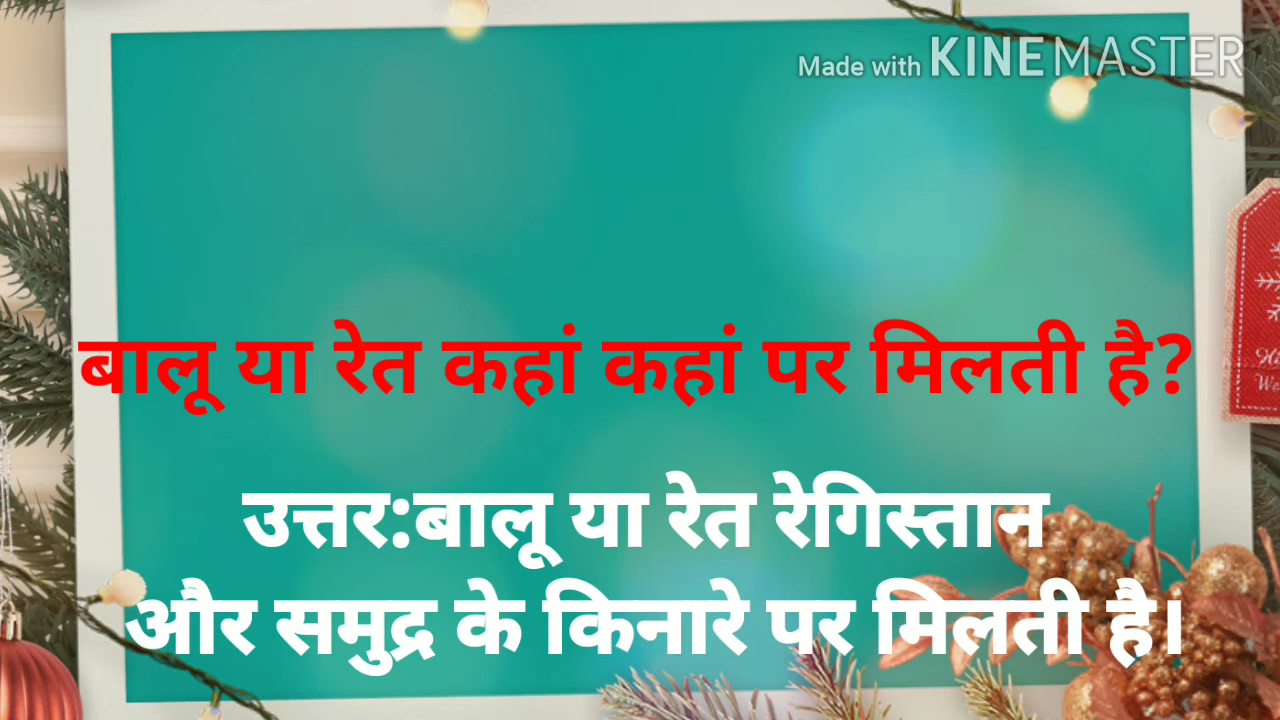 Made with KINEMASTER
बालू या रेत कहां कहां पर मिलती है?
उत्तर:बालू या रेत रेगिस्तान
और समुद्र के किनारे पर मिलती है।